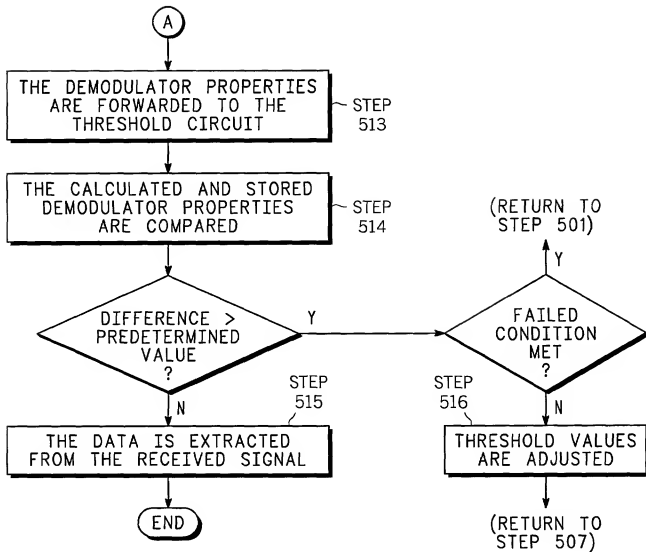 A
THE DEMODULATOR PROPERTIES
ARE FORWARDED TO THE
THRESHOLD CIRCUIT
STEP
513
THE CALCULATED AND STORED
DEMODULATOR PROPERTIES
ARE COMPARED
STEP
514
(RETURN TO
STEP 501)
Y
DIFFERENCE >
PREDETERMINED
VALUE
?
Y
FAILED
CONDITION
MET
?
N
STEP
515
THE DATA IS EXTRACTED
FROM THE RECEIVED SIGNAL
END
N
STEP
516
THRESHOLD VALUES
ARE ADJUSTED
(RETURN TO
STEP 507)